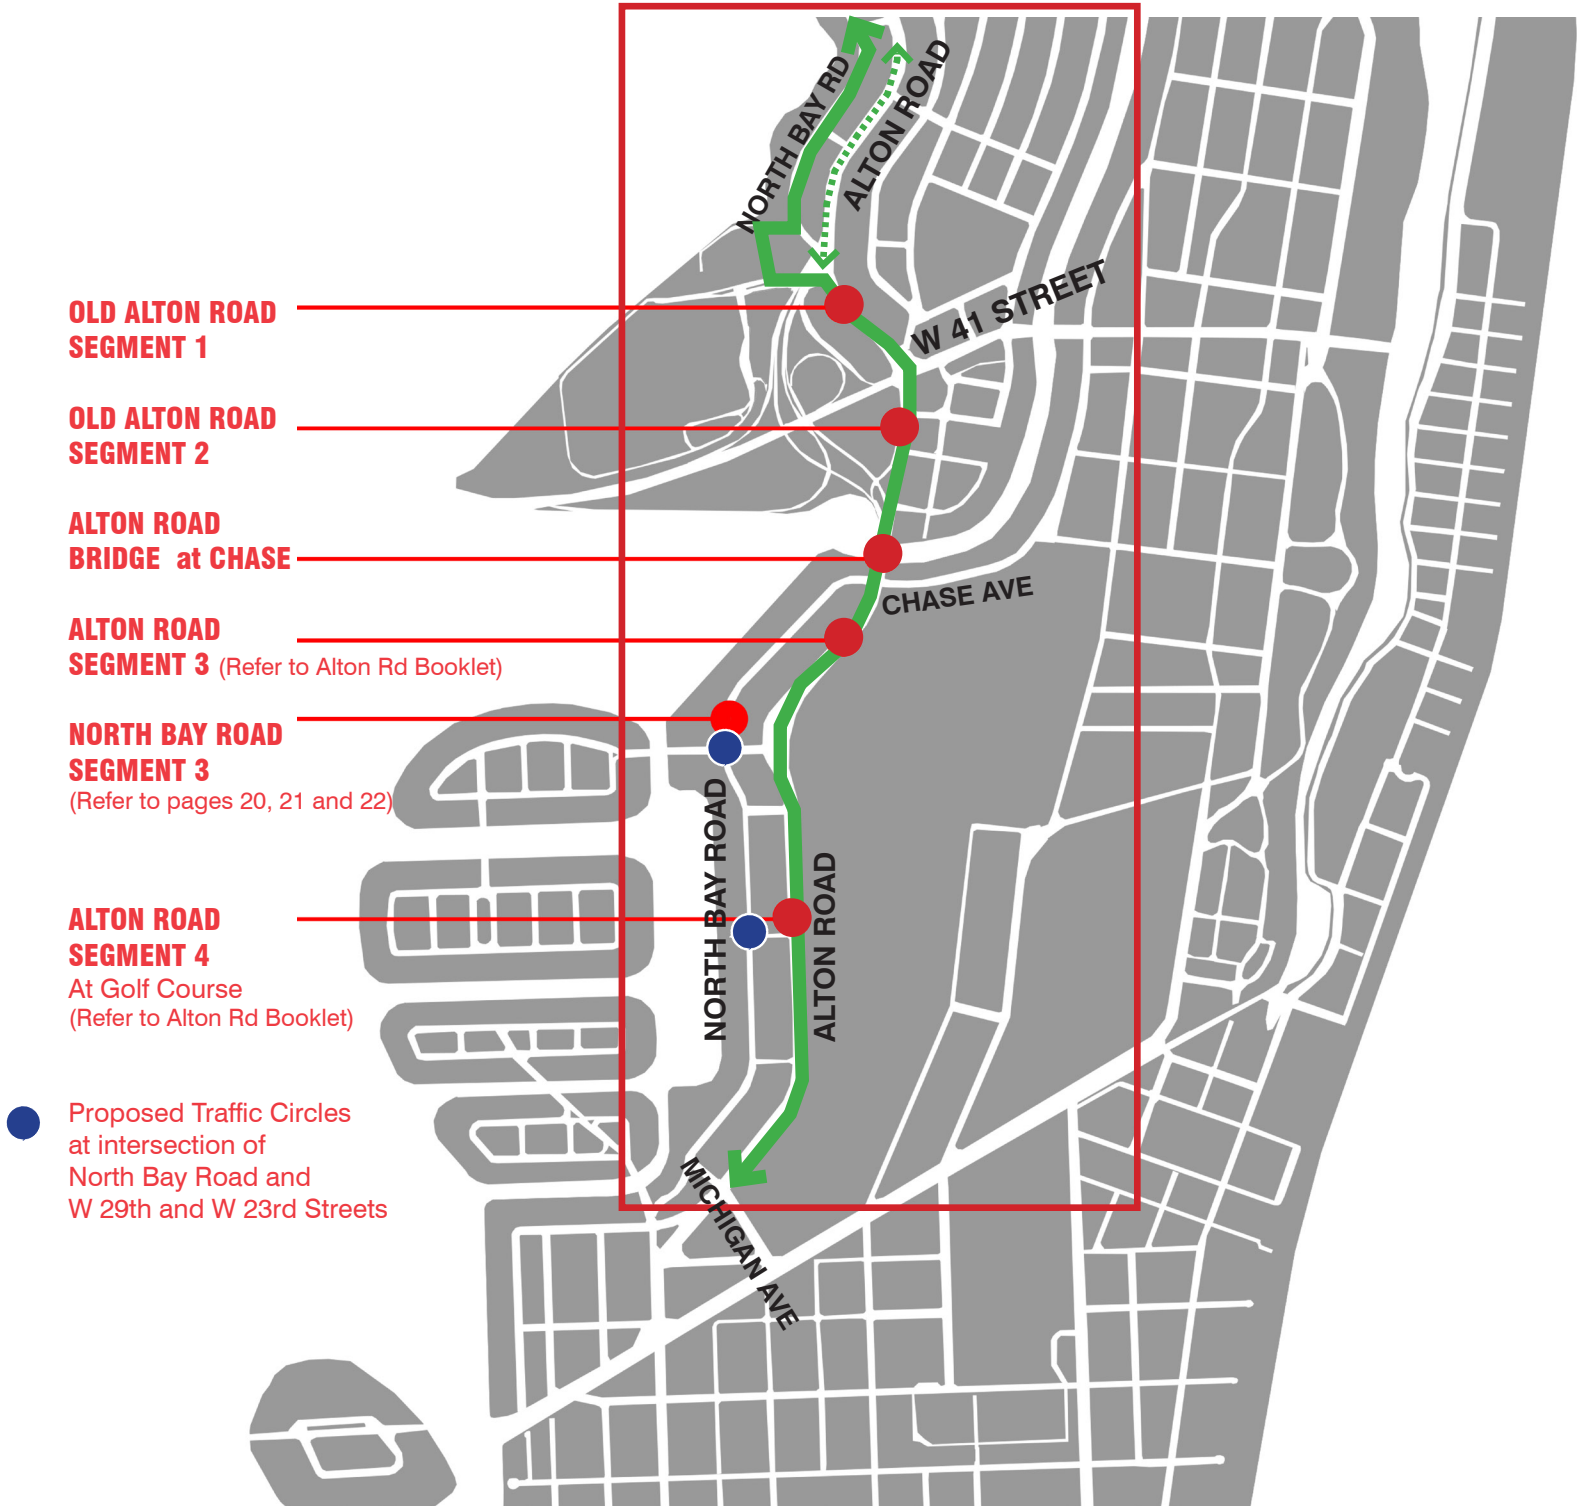 NORTH BAY RD
ALTON ROAD
W 41 STREET
OLD ALTON ROAD
SEGMENT 1
OLD ALTON ROAD
SEGMENT 2
ALTON ROAD
BRIDGE at CHASE
CHASE AVE
ALTON ROAD
SEGMENT 3 (Refer to Alton Rd Booklet)
NORTH BAY ROAD
SEGMENT 3
(Refer to pages 20, 21 and 22)
NORTH BAY ROAD
ALTON ROAD
ALTON ROAD
SEGMENT 4
At Golf Course
(Refer to Alton Rd Booklet)
Proposed Traffic Circles
at intersection of
North Bay Road and
W 29th and W 23rd Streets
MICHIGAN AVE